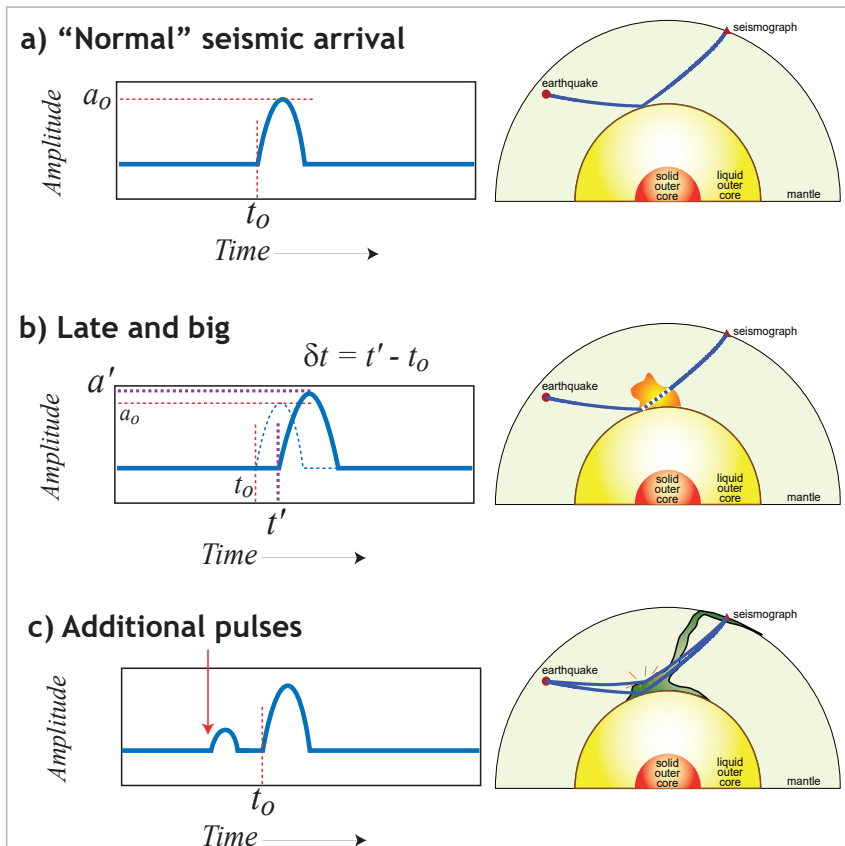 a) “Normal” seismic arrival
Amplitude
aₒ
tₒ
Time
seismograph
earthquake
solid
outer
core
liquid
outer
core
mantle
b) Late and big
δt = t' - tₒ
a'
aₒ
Amplitude
tₒ
t'
Time
seismograph
earthquake
solid
outer
core
liquid
outer
core
mantle
c) Additional pulses
Amplitude
tₒ
Time
seismograph
earthquake
solid
outer
core
liquid
outer
core
mantle